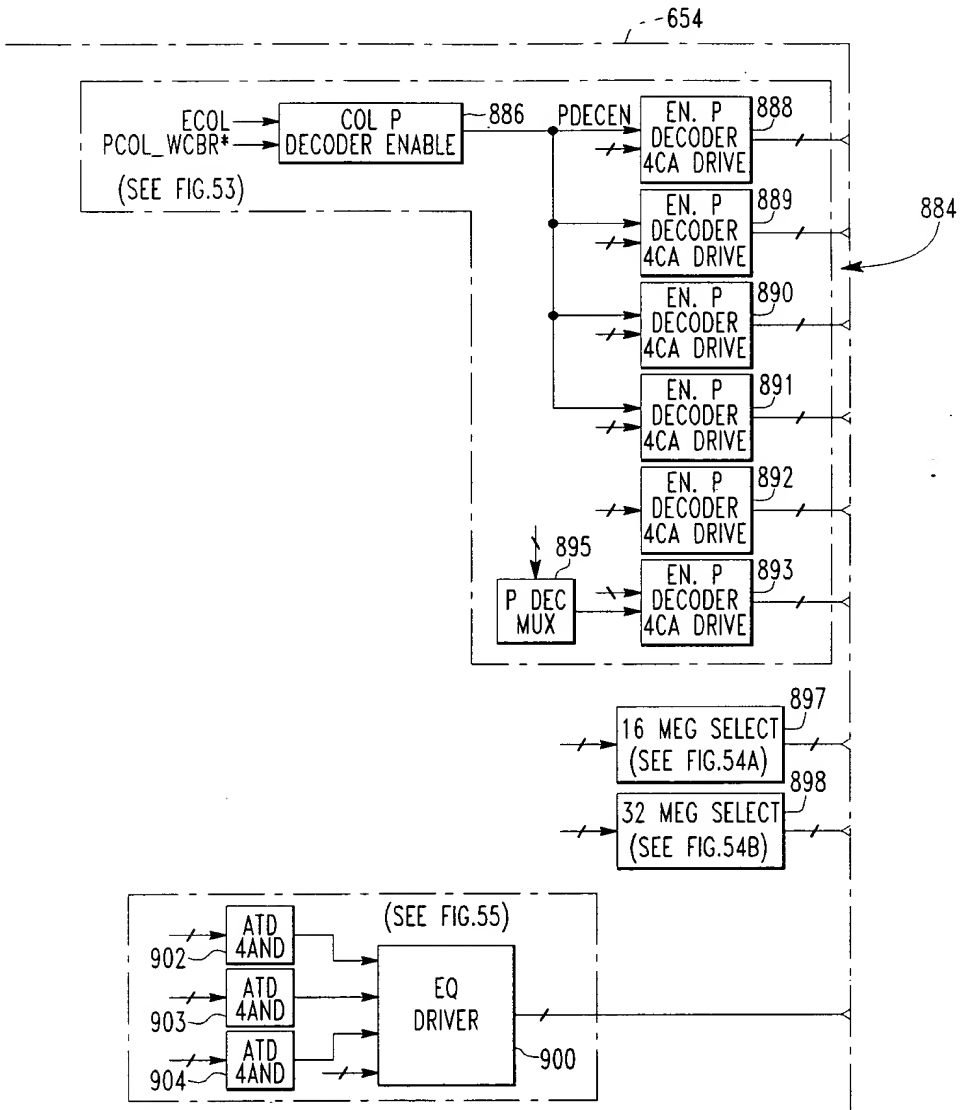 654
ECOL
PCOL_WCBR*
COL P
DECODER ENABLE
886
(SEE FIG.53)
PDECEN
EN. P
DECODER
4CA DRIVE
888
EN. P
DECODER
4CA DRIVE
889
884
EN. P
DECODER
4CA DRIVE
890
EN. P
DECODER
4CA DRIVE
891
EN. P
DECODER
4CA DRIVE
892
895
P DEC
MUX
EN. P
DECODER
4CA DRIVE
893
16 MEG SELECT
(SEE FIG.54A)
897
32 MEG SELECT
(SEE FIG.54B)
898
(SEE FIG.55)
ATD
4AND
902
ATD
4AND
903
ATD
4AND
904
EQ
DRIVER
900